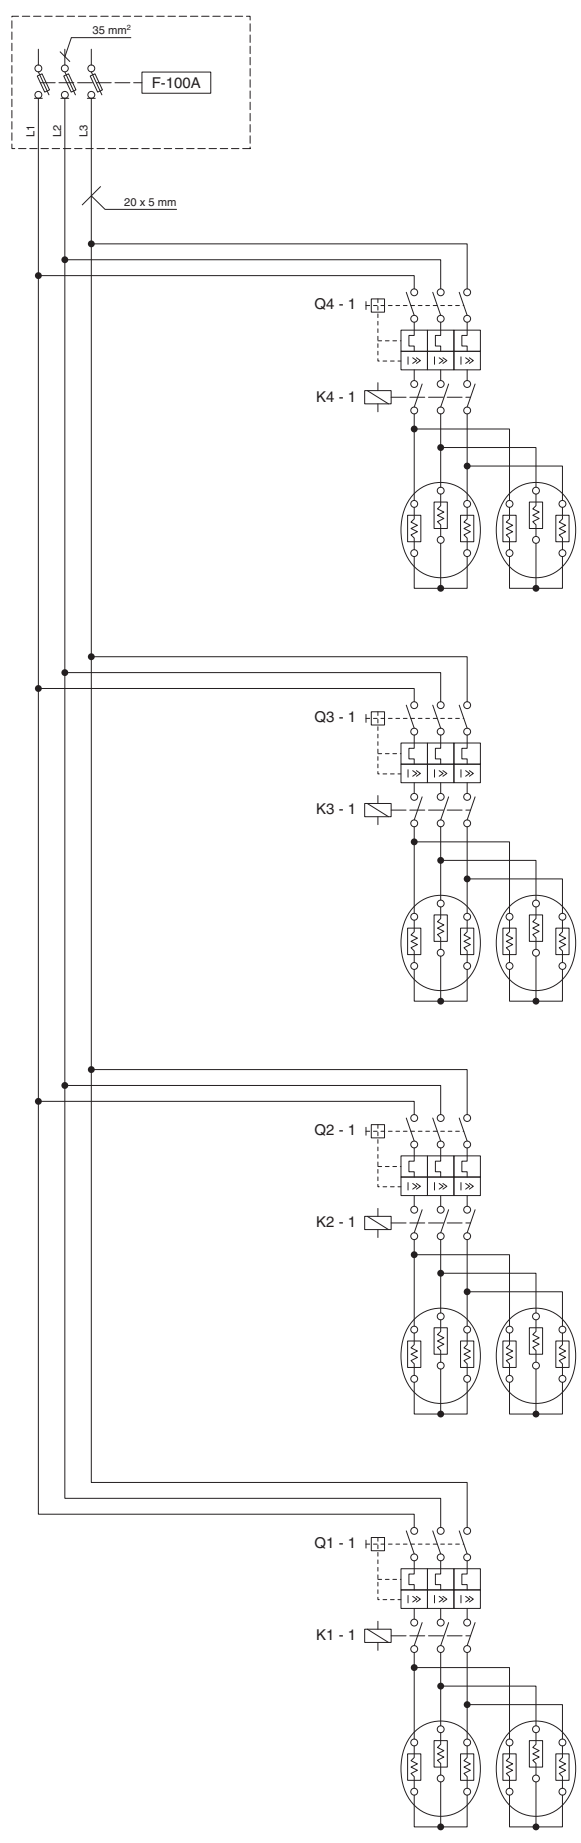 35 mm²
F-100A
L1
L2
L3
20 x 5 mm
Q4 - 1
I>>
I>>
I>>
K4 - 1
Q3 - 1
I>>
I>>
I>>
K3 - 1
Q2 - 1
I>>
I>>
I>>
K2 - 1
Q1 - 1
I>>
I>>
I>>
K1 - 1